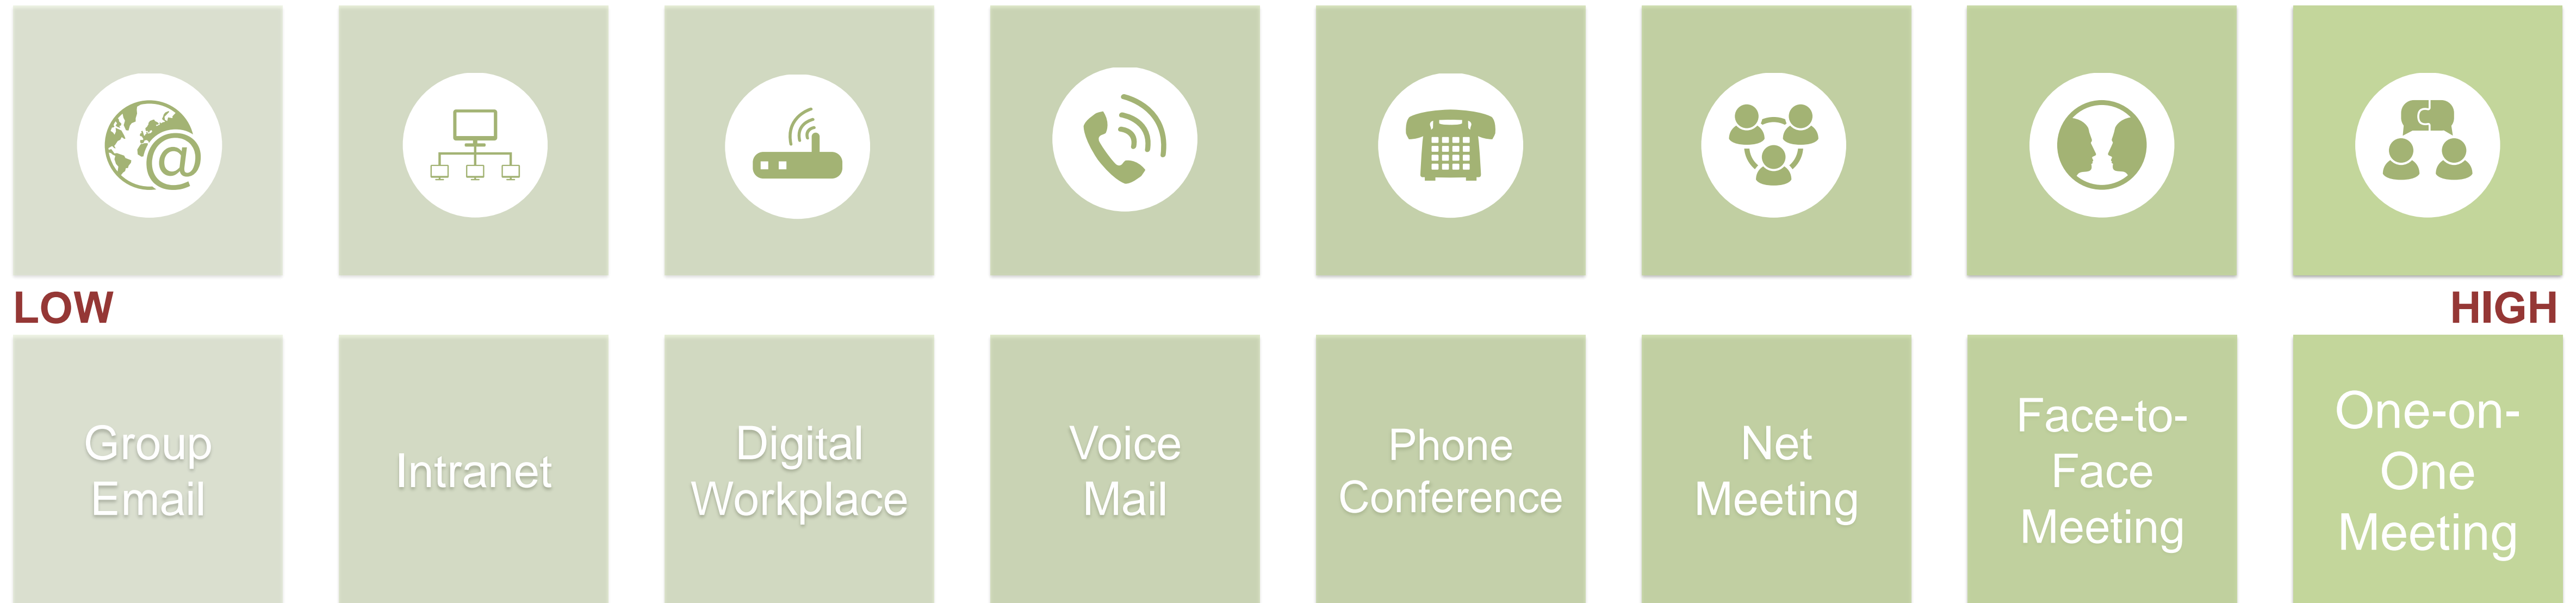 @
LOW
HIGH
Group
Email
Intranet
Digital
Workplace
Voice
Mail
Phone
Conference
Net
Meeting
Face-to-
Face
Meeting
One-on-
One
Meeting